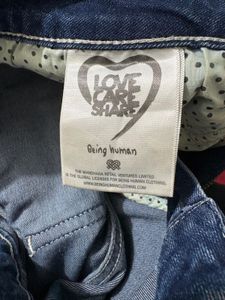 LOVE
CARE
SHARE
Being Human
THE MANDHANA RETAIL VENTURES LIMITED
IS THE GLOBAL LICENSEE FOR BEING HUMAN CLOTHING.
WWW.BEINGHUMANCLOTHING.COM